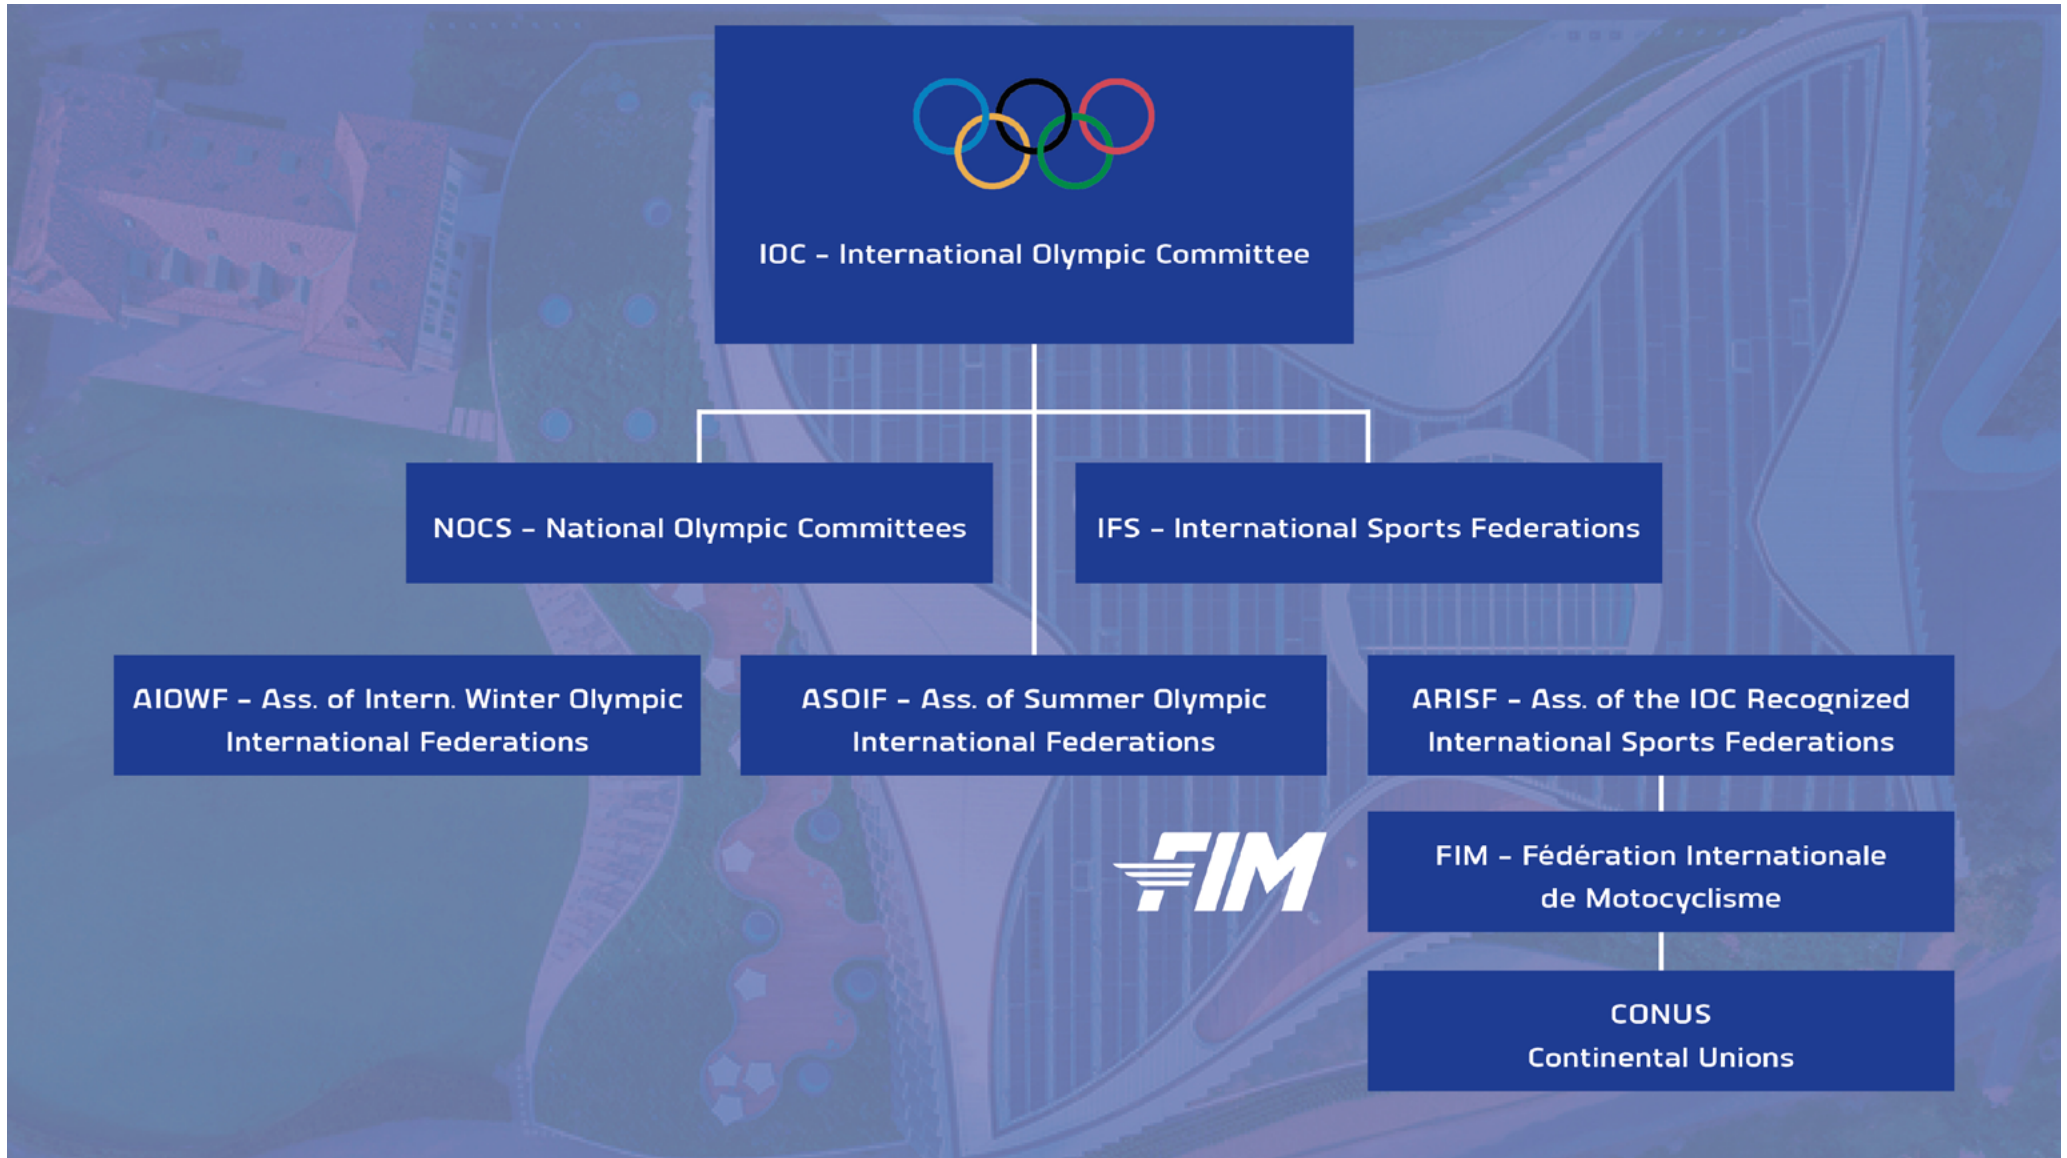 IOC – International Olympic Committee
NOCS – National Olympic Committees
IFS – International Sports Federations
AIOWF – Ass. of Intern. Winter Olympic
International Federations
ASOIF – Ass. of Summer Olympic
International Federations
ARISF – Ass. of the IOC Recognized
International Sports Federations
FIM
FIM – Fédération Internationale
de Motocyclisme
CONUS
Continental Unions